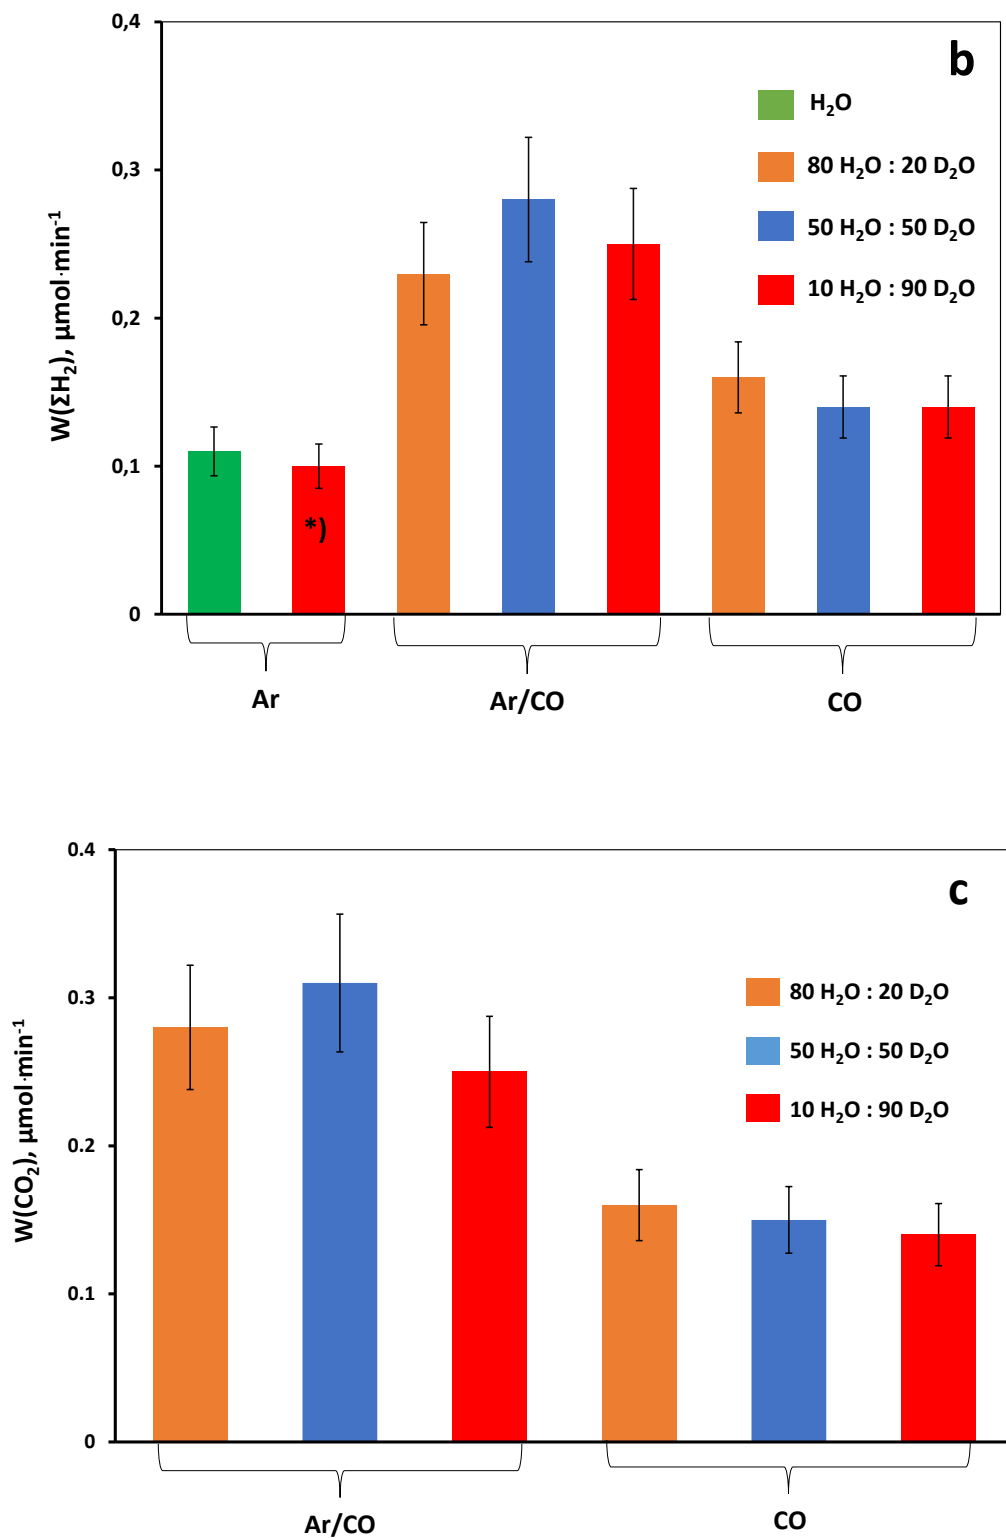 0,4
b
H₂O
0,3
80 H₂O : 20 D₂O
50 H₂O : 50 D₂O
10 H₂O : 90 D₂O
0,2
W(ΣH₂), μmol·min⁻¹
0,1
*)
0
Ar
Ar/CO
CO
0.4
c
0.3
80 H₂O : 20 D₂O
50 H₂O : 50 D₂O
10 H₂O : 90 D₂O
0.2
W(CO₂), μmol·min⁻¹
0.1
0
Ar/CO
CO